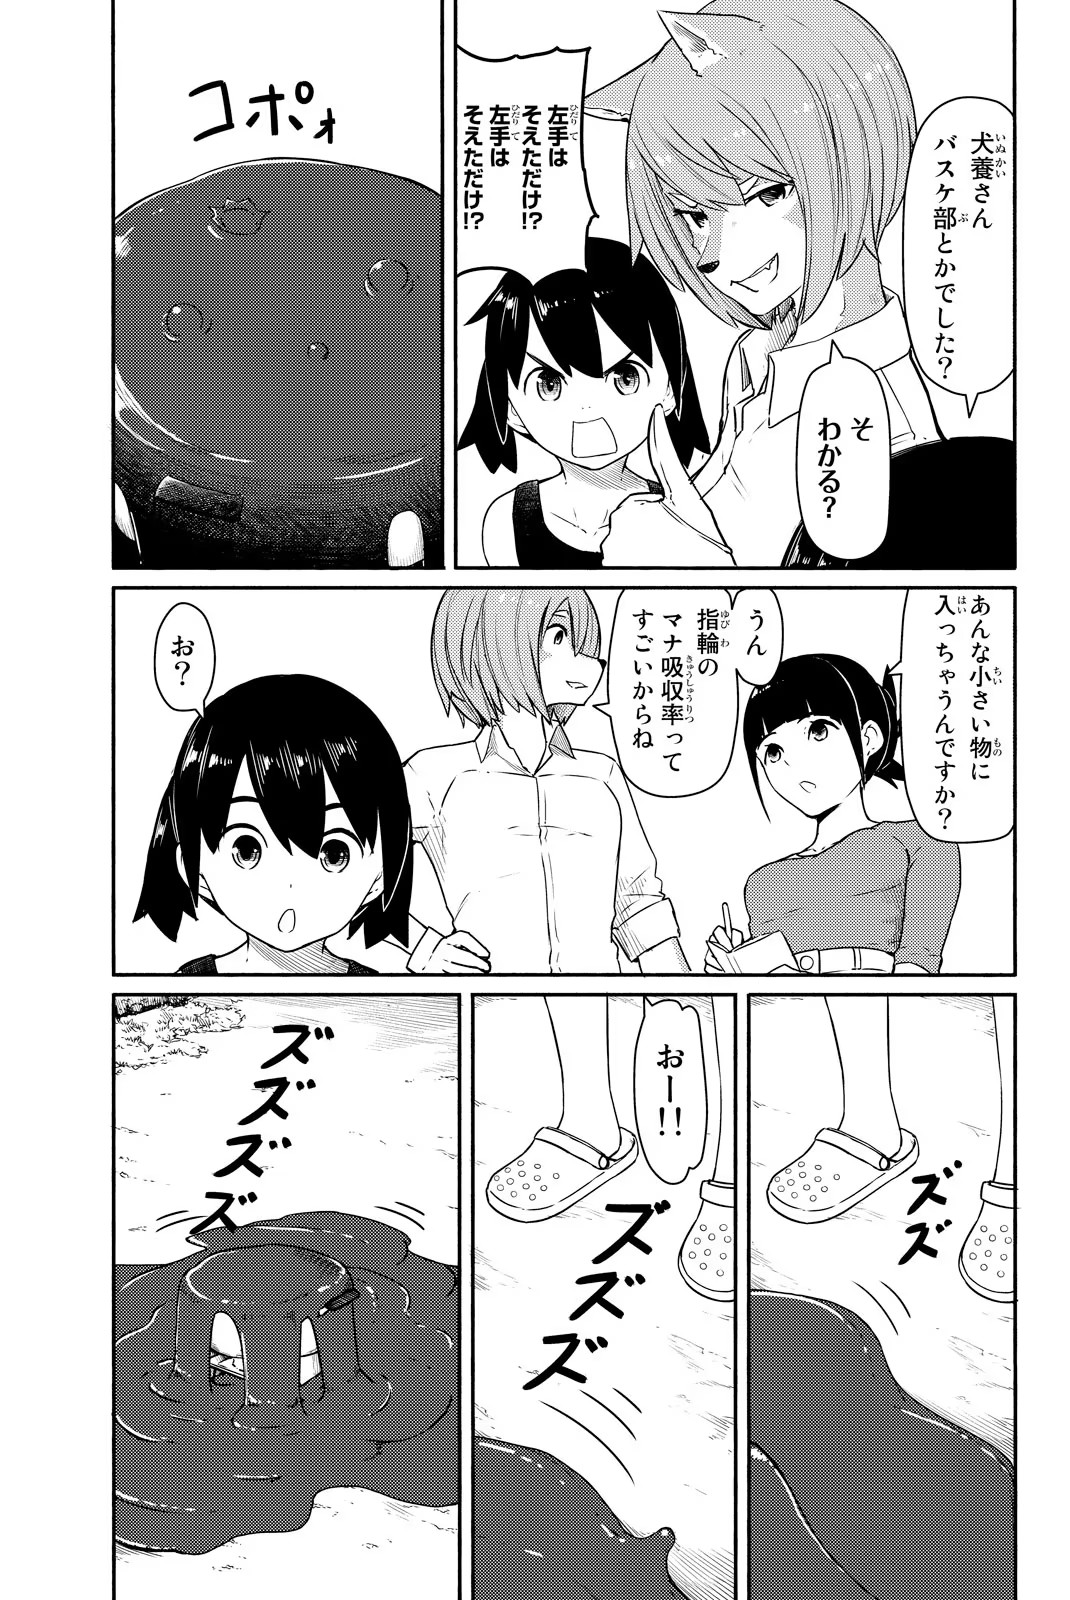 犬養さん
バスケ部とかでした?
そ
わかる?
左手は
そえただけ!?
左手は
そえただけ!?
コポォ
あんな小さい物に
入っちゃうんですか?
うん
指輪の
マナ吸収率って
すごいからね
お?
ズズ
おー!!
ズズズズ
ズズズズ